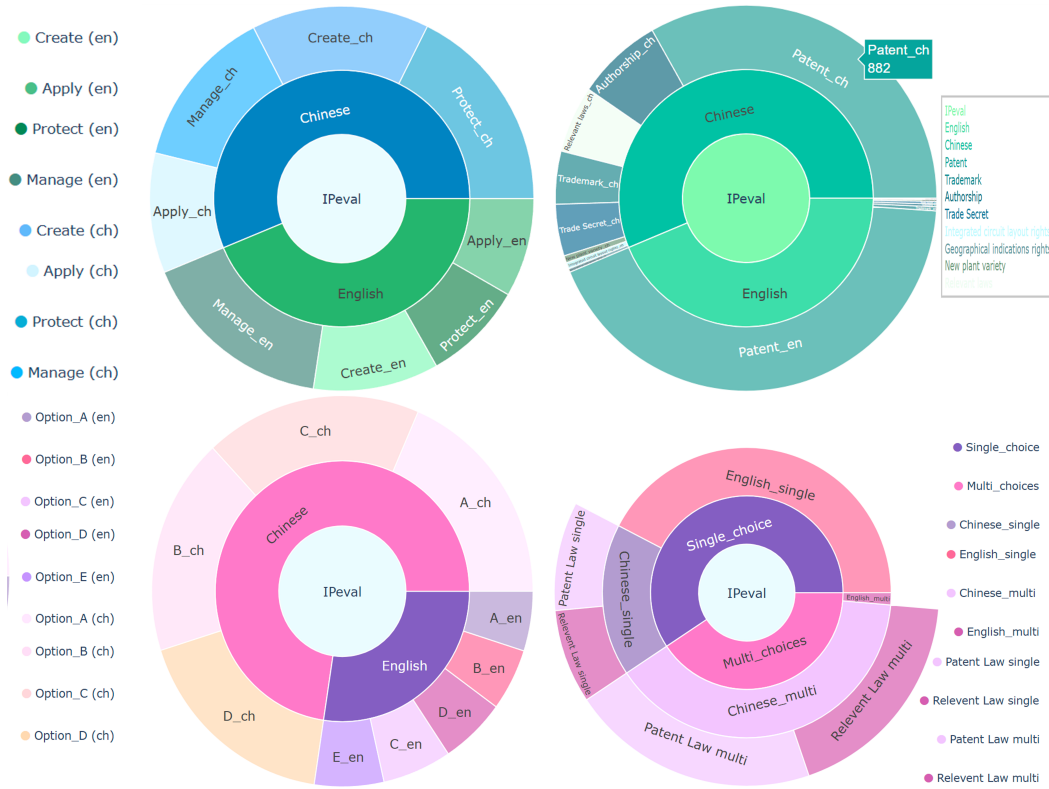 Create (en)
Apply (en)
Protect (en)
Manage (en)
Create (ch)
Apply (ch)
Protect (ch)
Manage (ch)
Create_ch
Manage_ch
Protect_ch
Chinese
IPeval
Apply_ch
Apply_en
English
Manage_en
Protect_en
Create_en
Patent_ch
882
Authorship_ch
Patent_ch
Relevant laws_ch
Chinese
Trademark_ch
IPeval
Trade Secret_ch
English
Patent_en
IPeval
English
Chinese
Patent
Trademark
Authorship
Trade Secret
Integrated circuit layout rights
Geographical indications rights
New plant variety
Option_A (en)
Option_B (en)
Option_C (en)
Option_D (en)
Option_E (en)
Option_A (ch)
Option_B (ch)
Option_C (ch)
Option_D (ch)
C_ch
A_ch
Chinese
B_ch
IPeval
A_en
English
B_en
D_ch
D_en
C_en
E_en
English_single
Single_choice
Patent Law single
Chinese_single
IPeval
English_multi
Relevent Law single
Multi_choices
Chinese_multi
Relevent Law multi
Patent Law multi
Single_choice
Multi_choices
Chinese_single
English_single
Chinese_multi
English_multi
Patent Law single
Relevent Law single
Patent Law multi
Relevent Law multi